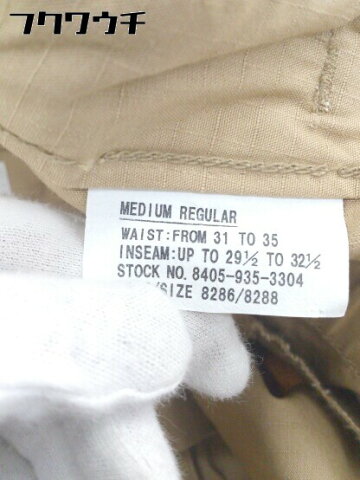 フクワウチ
MEDIUM REGULAR
WAIST:FROM 31 TO 35
INSEAM:UP TO 29½ TO 32½
STOCK NO. 8405-935-3304
/SIZE 8286/8288